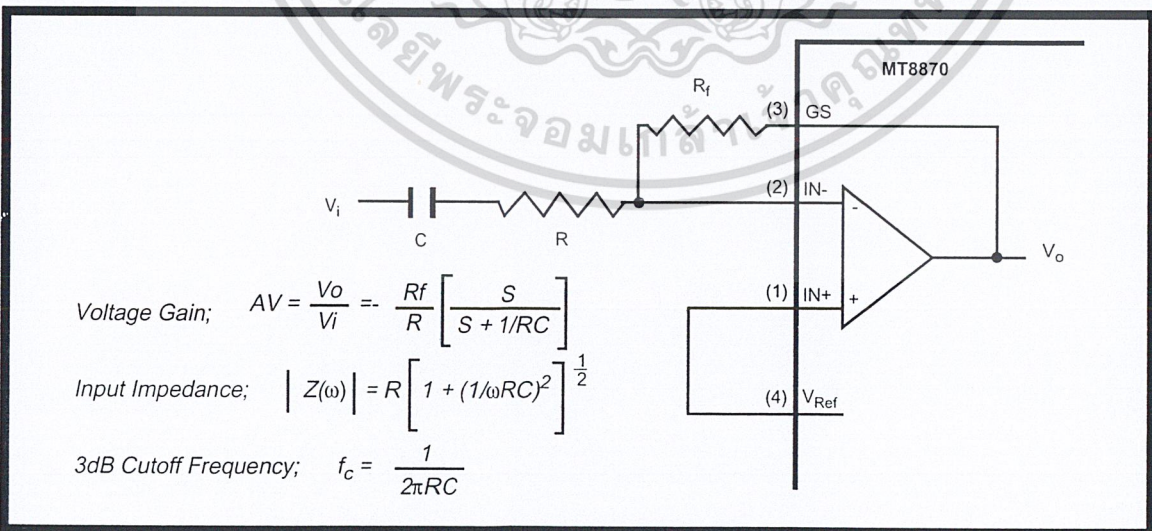 MT8870
Rf
(3) GS
(2) IN-
Vi
C
R
-
Vo
(1) IN+
+
(4) VRef
Voltage Gain; AV = Vo/Vi =- Rf/R [S/(S + 1/RC)]
Input Impedance; | Z(ω) | = R [1 + (1/ωRC)²]^1/2
3dB Cutoff Frequency; fc = 1/2πRC